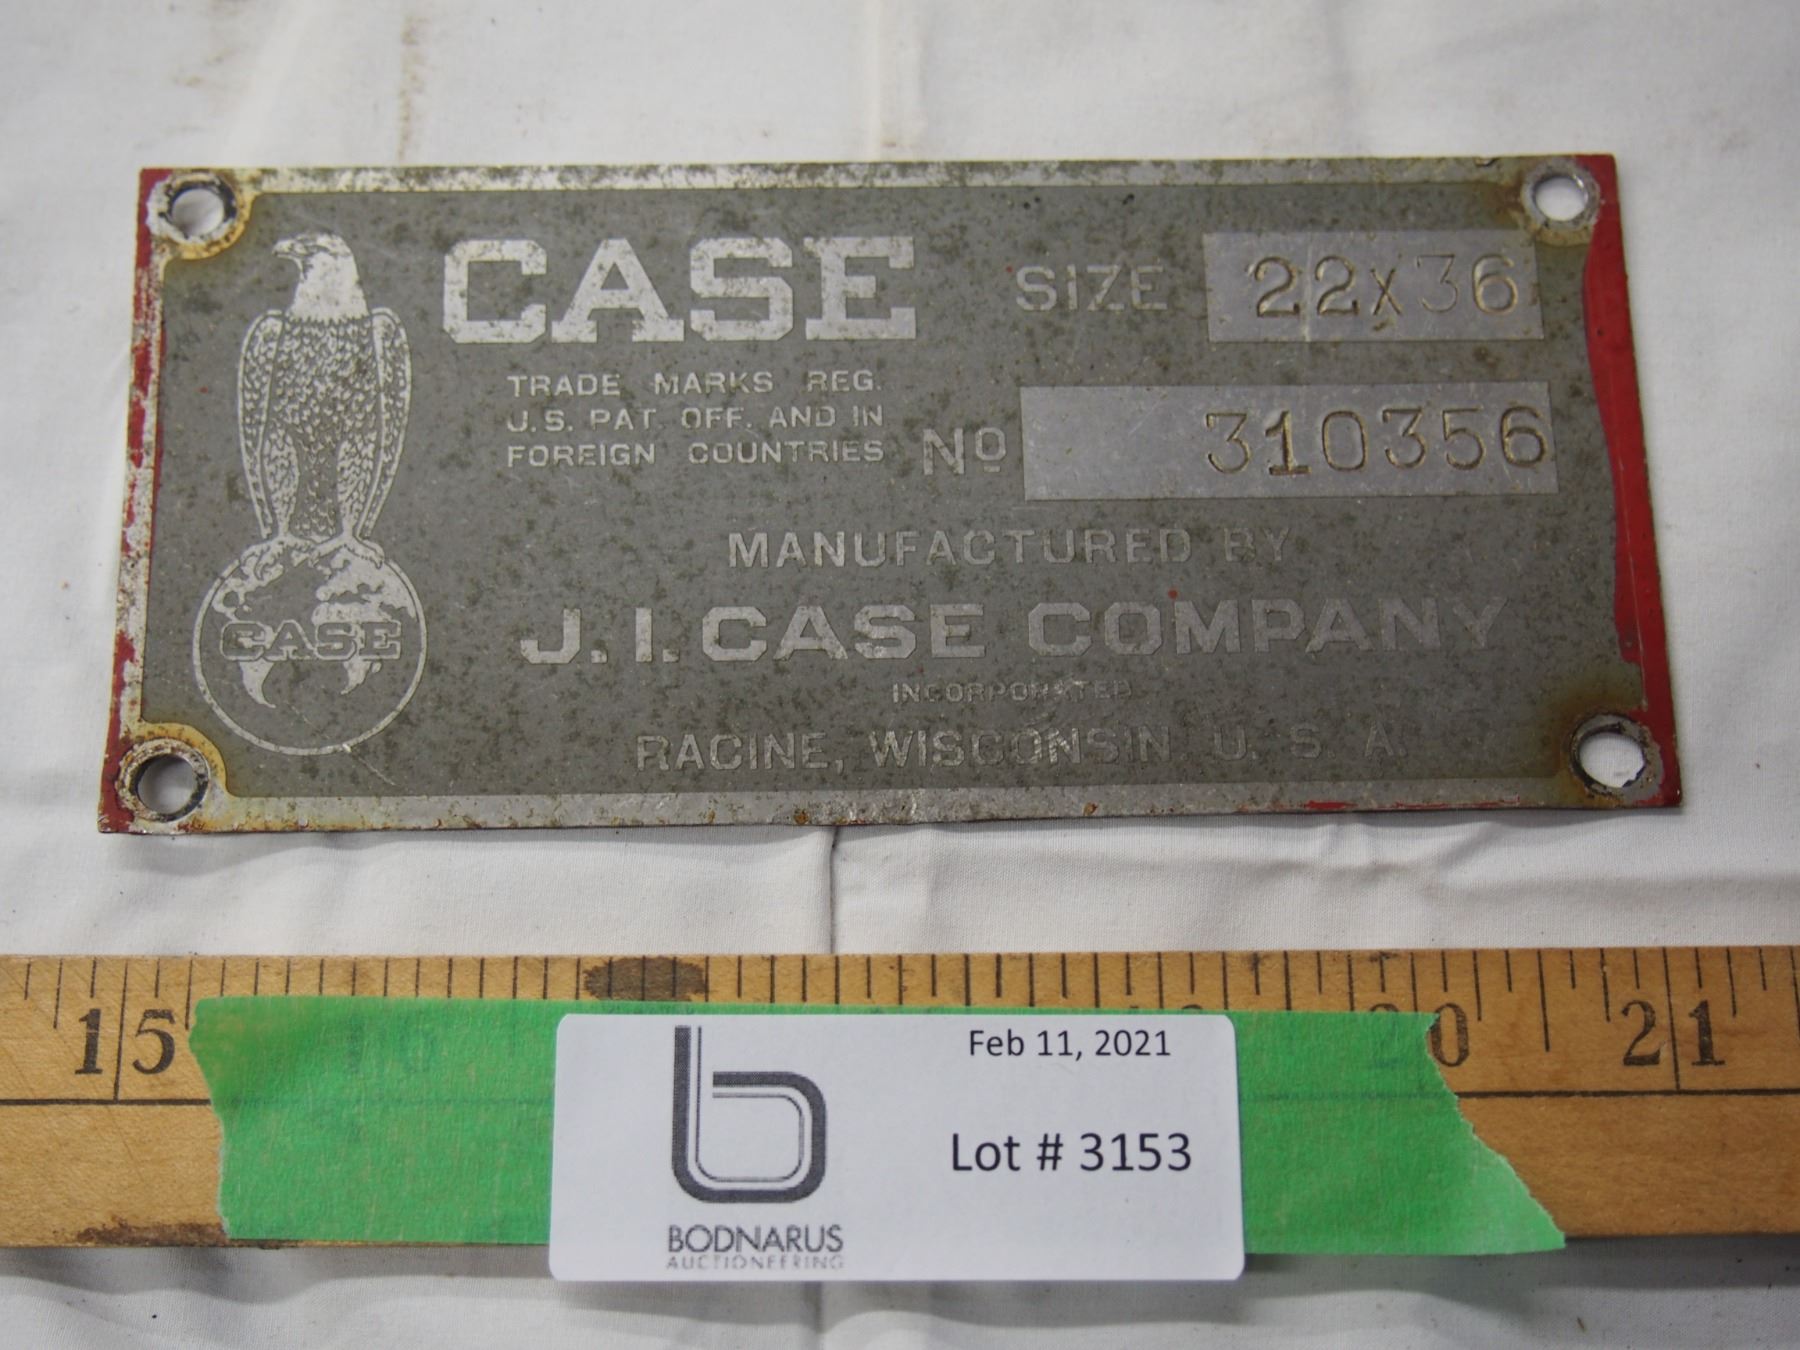 CASE SIZE 22X36
TRADE MARKS REG.
U.S. PAT. OFF. AND IN
FOREIGN COUNTRIES
No 310356
MANUFACTURED BY
CASE
J. I. CASE COMPANY
INCORPORATED
RACINE, WISCONSIN U. S. A.
15 20 21
Feb 11, 2021
Lot # 3153
b
BODNARUS
AUCTIONEERING